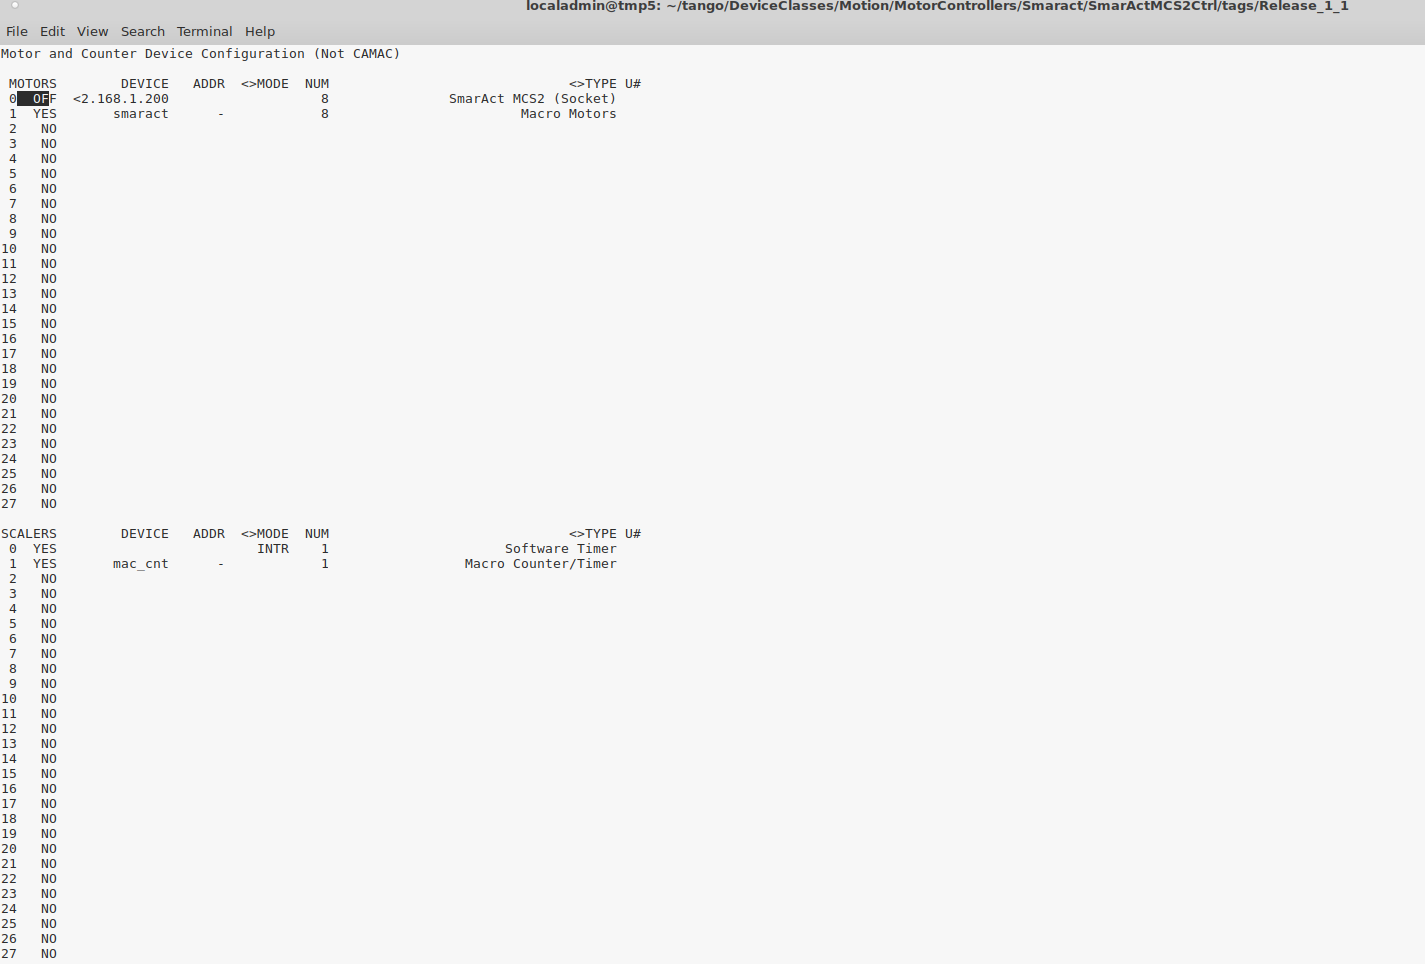 localadmin@tmp5: ~/tango/DeviceClasses/Motion/MotorControllers/Smaract/SmarActMCS2Ctrl/tags/Release_1_1
File Edit View Search Terminal Help
Motor and Counter Device Configuration (Not CAMAC)
MOTORS DEVICE ADDR <>MODE NUM <>TYPE U#
0 OFF <2.168.1.200 8 SmarAct MCS2 (Socket)
1 YES smaract - 8 Macro Motors
2 NO
3 NO
4 NO
5 NO
6 NO
7 NO
8 NO
9 NO
10 NO
11 NO
12 NO
13 NO
14 NO
15 NO
16 NO
17 NO
18 NO
19 NO
20 NO
21 NO
22 NO
23 NO
24 NO
25 NO
26 NO
27 NO
SCALERS DEVICE ADDR <>MODE NUM <>TYPE U#
0 YES INTR 1 Software Timer
1 YES mac_cnt - 1 Macro Counter/Timer
2 NO
3 NO
4 NO
5 NO
6 NO
7 NO
8 NO
9 NO
10 NO
11 NO
12 NO
13 NO
14 NO
15 NO
16 NO
17 NO
18 NO
19 NO
20 NO
21 NO
22 NO
23 NO
24 NO
25 NO
26 NO
27 NO